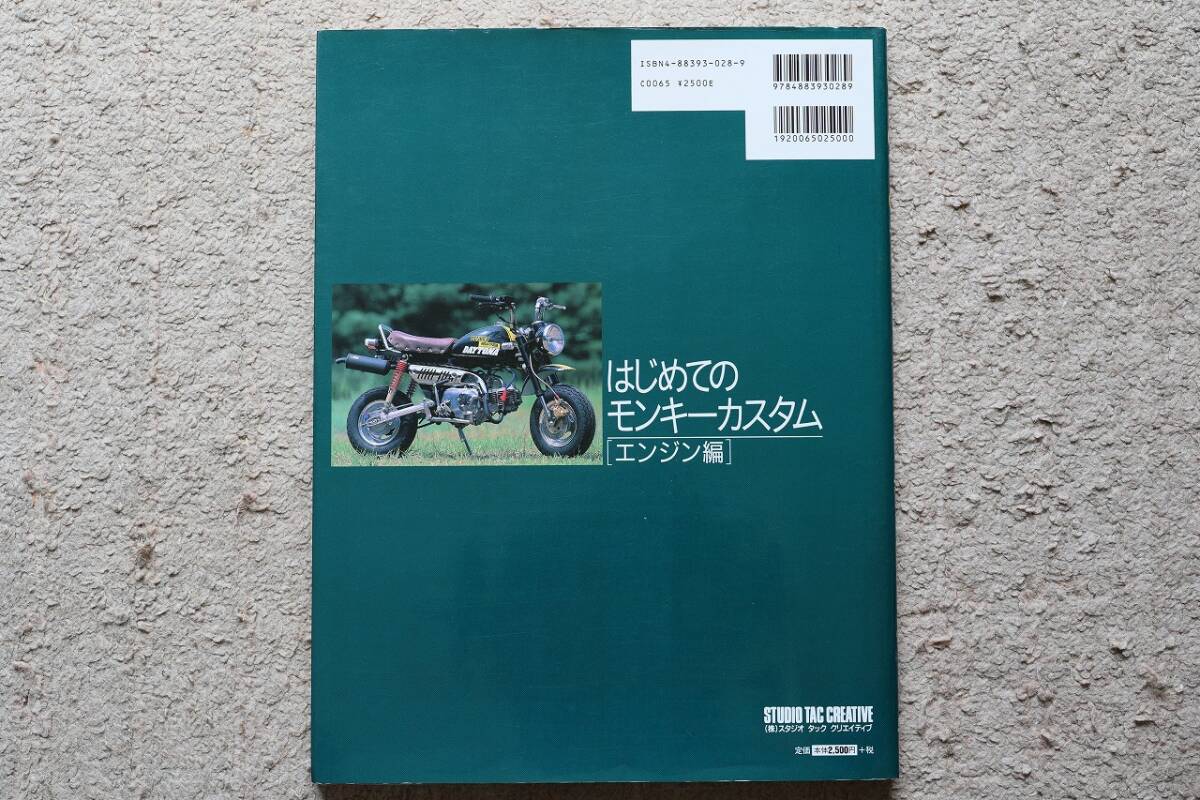 ISBN4-88393-028-9
C0065 ¥2500E
9784883930289
1920065025000
DAYTONA
はじめての
モンキーカスタム
[エンジン編]
STUDIO TAC CREATIVE
(株)スタジオ タック クリエイティブ
定価 本体2,500円 +税